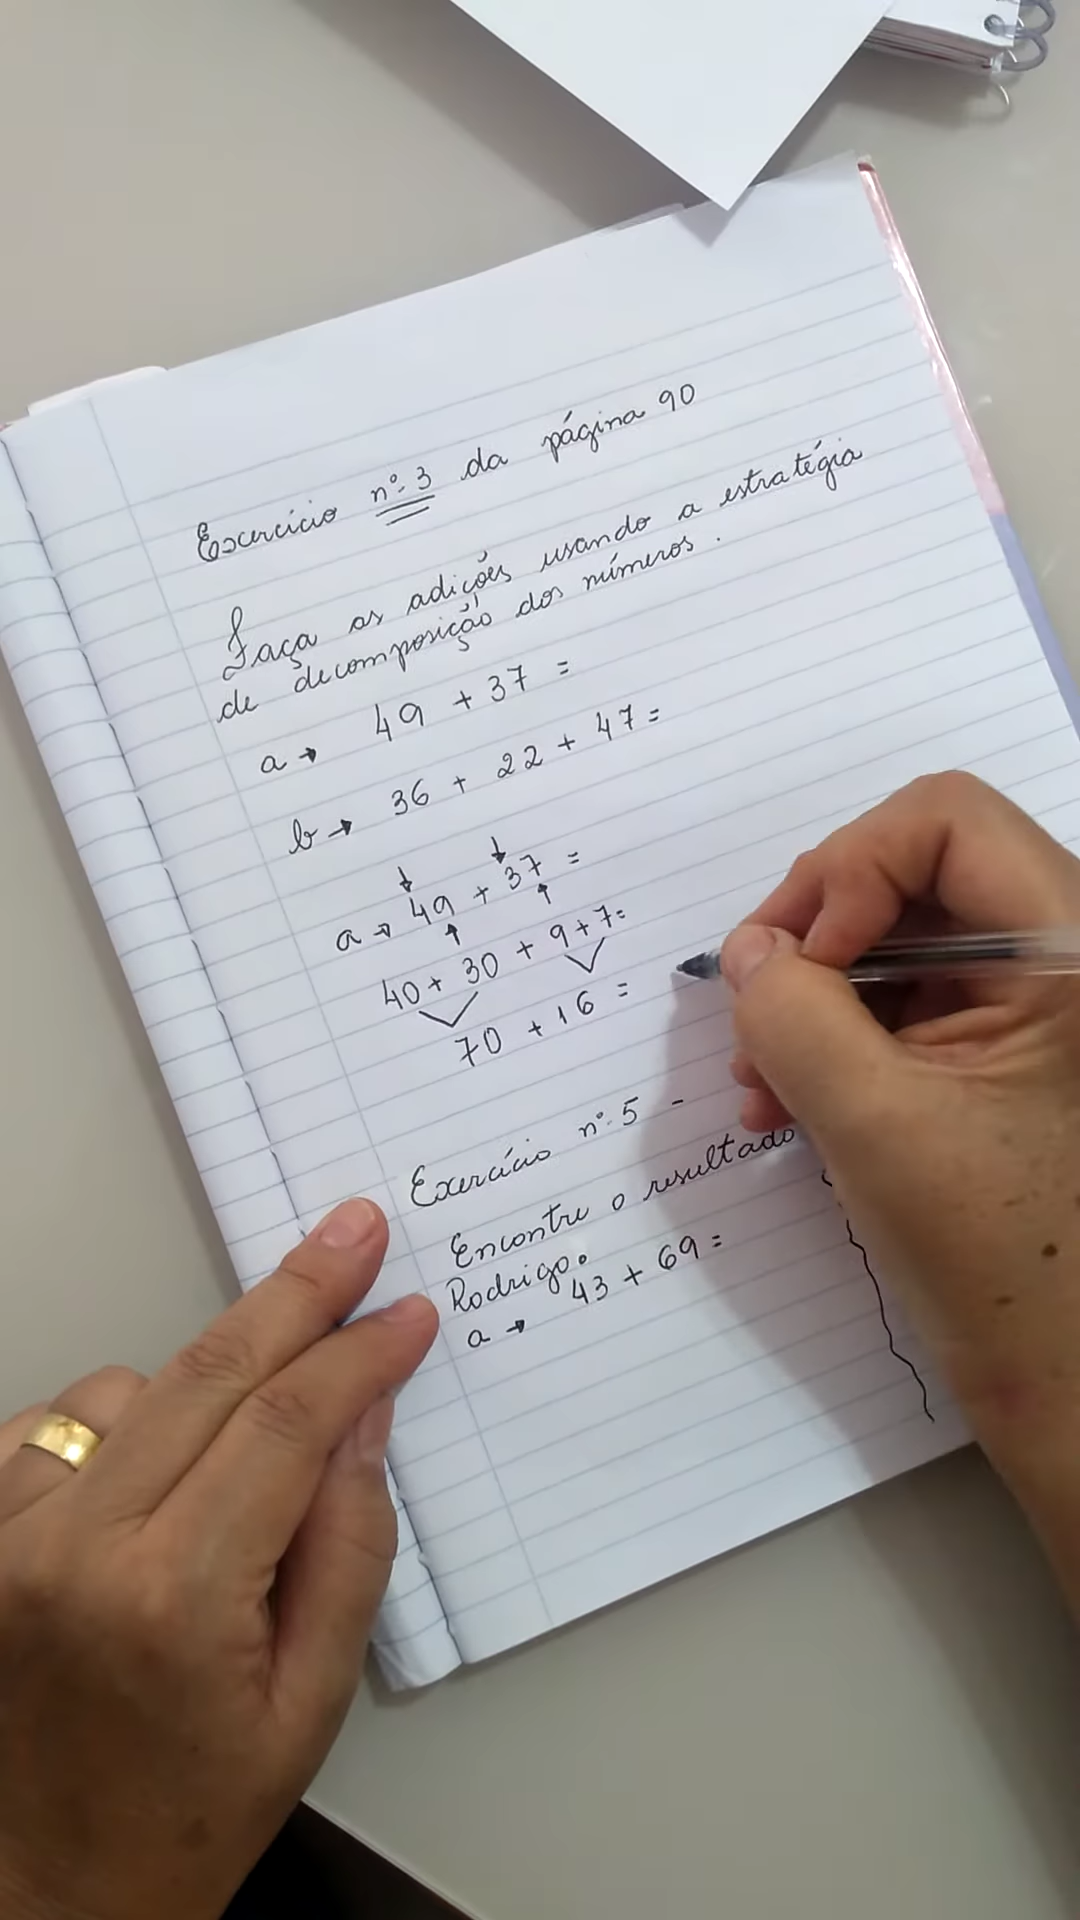 Exercício nº. 3 da página 90
Faça as adições usando a estratégia
de decomposição dos números.
a → 49 + 37 =
b → 36 + 22 + 47 =
a → 49 + 37 =
40 + 30 + 9 + 7 =
70 + 16 =
Exercício nº. 5 -
Encontre o resultado
Rodrigo.
a → 43 + 69 =